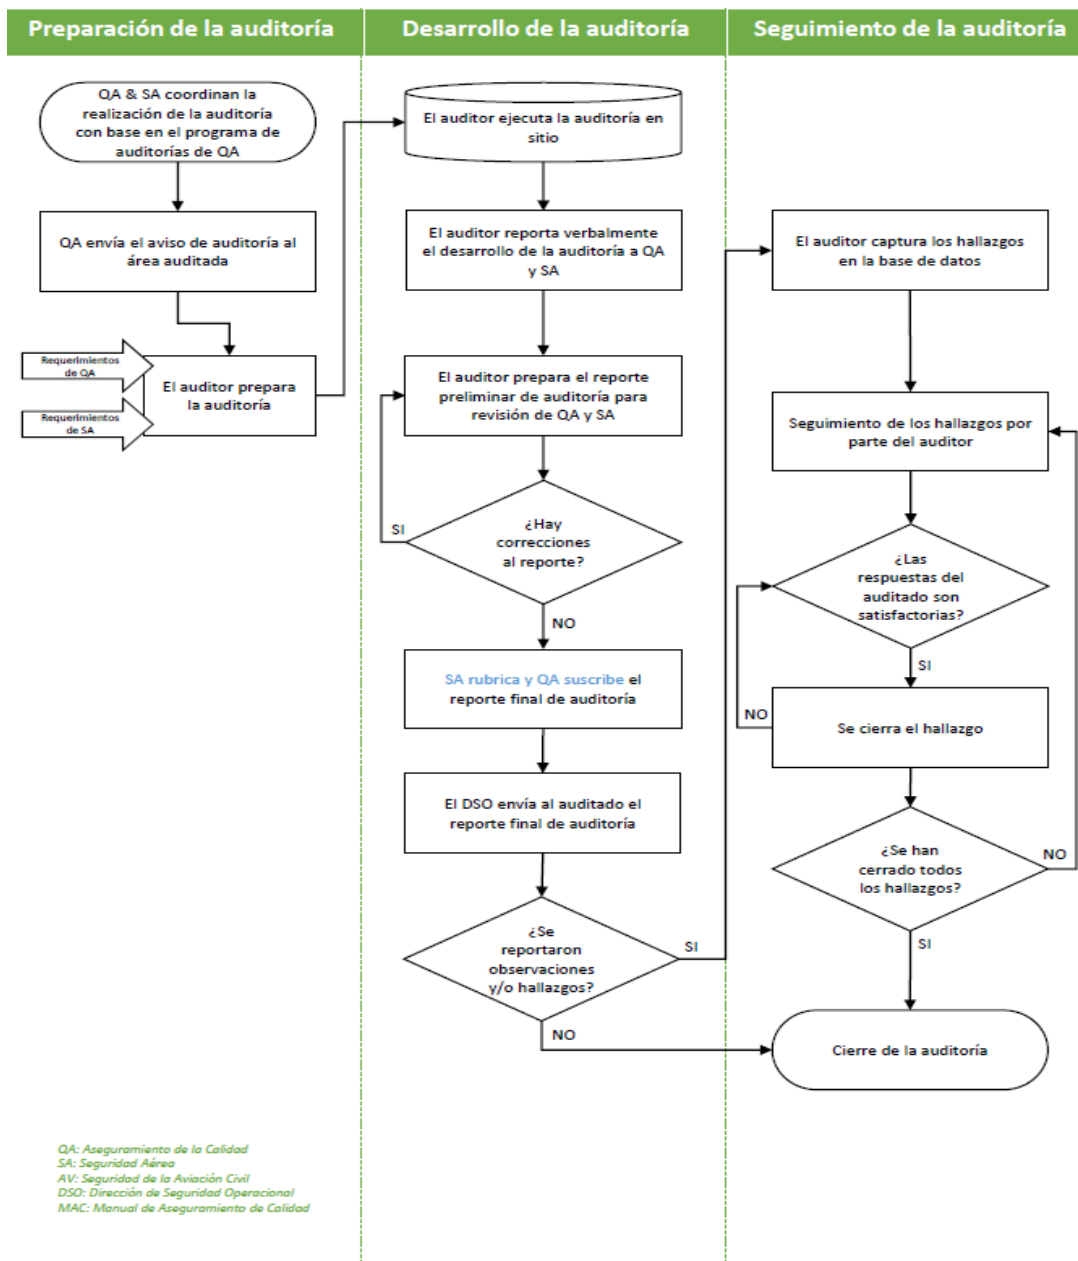 Preparación de la auditoría
Desarrollo de la auditoría
Seguimiento de la auditoría
QA & SA coordinan la
realización de la auditoría
con base en el programa de
auditorías de QA
QA envía el aviso de auditoría al
área auditada
Requerimientos
de QA
Requerimientos
de SA
El auditor prepara
la auditoría
El auditor ejecuta la auditoría en
sitio
El auditor reporta verbalmente
el desarrollo de la auditoría a QA
y SA
El auditor prepara el reporte
preliminar de auditoría para
revisión de QA y SA
SI
¿Hay
correcciones
al reporte?
NO
SA rubrica y QA suscribe el
reporte final de auditoría
El DSO envía al auditado el
reporte final de auditoría
¿Se
reportaron
observaciones
y/o hallazgos?
SI
NO
El auditor captura los hallazgos
en la base de datos
Seguimiento de los hallazgos por
parte del auditor
¿Las
respuestas del
auditado son
satisfactorias?
SI
NO
Se cierra el hallazgo
¿Se han
cerrado todos
los hallazgos?
NO
SI
Cierre de la auditoría
QA: Aseguramiento de la Calidad
SA: Seguridad Aérea
AV: Seguridad de la Aviación Civil
DSO: Dirección de Seguridad Operacional
MAC: Manual de Aseguramiento de Calidad